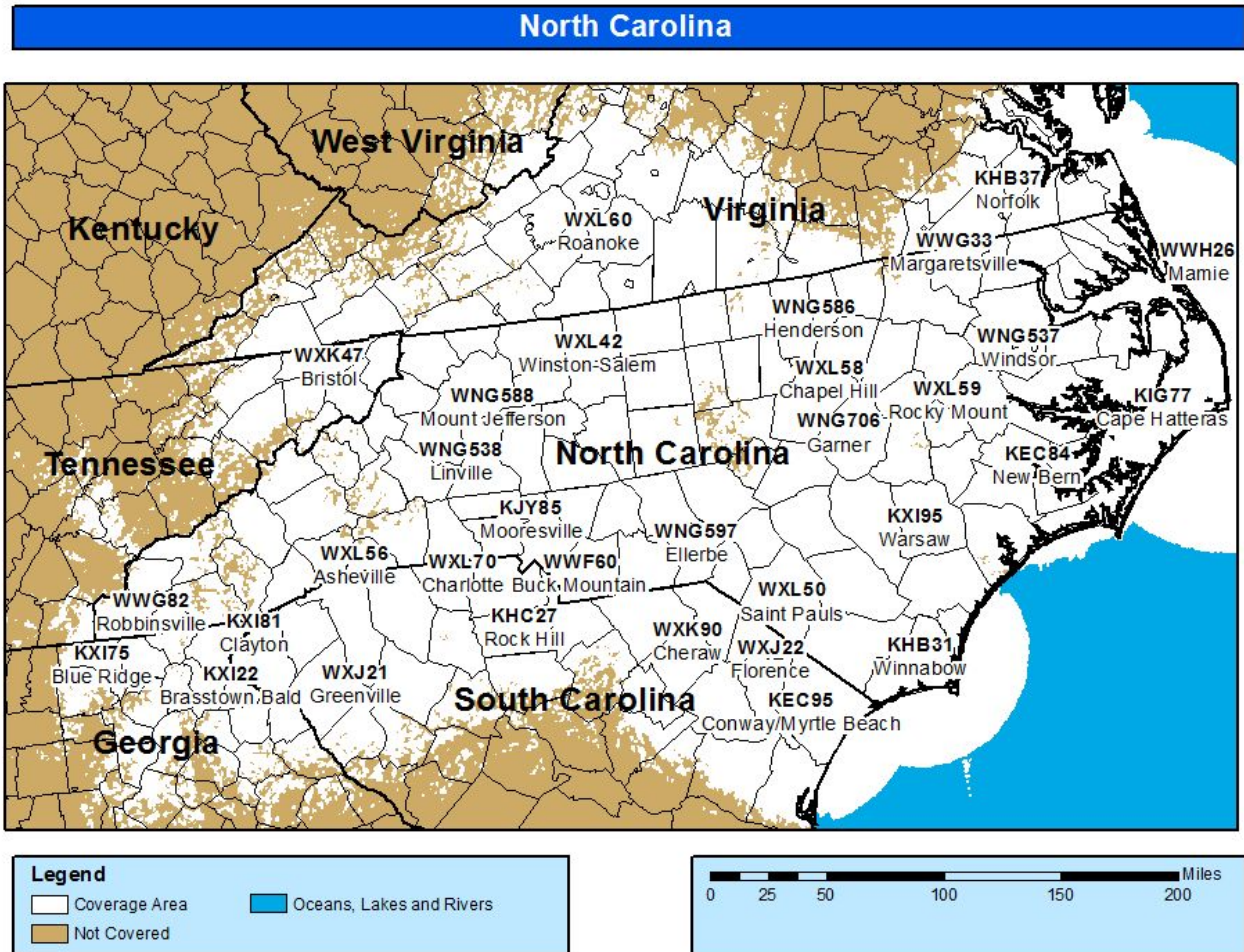 North Carolina
West Virginia
Kentucky
Virginia
KHB37
Norfolk
WXL60
Roanoke
WWG33
Margaretsville
WWH26
Mamie
WNG586
Henderson
WNG537
Windsor
WXK47
Bristol
WXL42
Winston-Salem
WXL58
Chapel Hill
WXL59
Rocky Mount
KIG77
Cape Hatteras
WNG588
Mount Jefferson
WNG706
Garner
Tennessee
WNG538
Linville
North Carolina
KEC84
New Bern
KJY85
Mooresville
WNG597
Ellerbe
KXI95
Warsaw
WXL56
Asheville
WXL70
Charlotte
WWF60
Buck Mountain
WWG82
Robbinsville
KXI81
Clayton
KHC27
Rock Hill
WXL50
Saint Pauls
KXI75
Blue Ridge
KXI22
Brasstown Bald
WXJ21
Greenville
WXK90
Cheraw
WXJ22
Florence
KHB31
Winnabow
South Carolina
KEC95
Conway/Myrtle Beach
Georgia
Legend
Coverage Area
Oceans, Lakes and Rivers
Not Covered
Miles
0 25 50 100 150 200